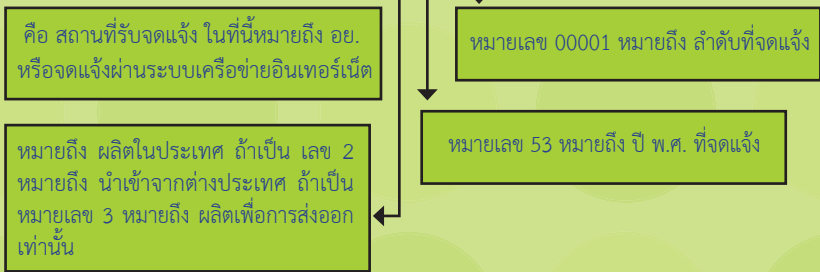 คือ สถานที่รับจดแจ้ง ในที่นี้หมายถึง อย.
หรือจดแจ้งผ่านระบบเครือข่ายอินเทอร์เน็ต
หมายเลข 00001 หมายถึง ลำดับที่จดแจ้ง
หมายเลข 53 หมายถึง ปี พ.ศ. ที่จดแจ้ง
หมายถึง ผลิตในประเทศ ถ้าเป็น เลข 2
หมายถึง นำเข้าจากต่างประเทศ ถ้าเป็น
หมายเลข 3 หมายถึง ผลิตเพื่อการส่งออก
เท่านั้น